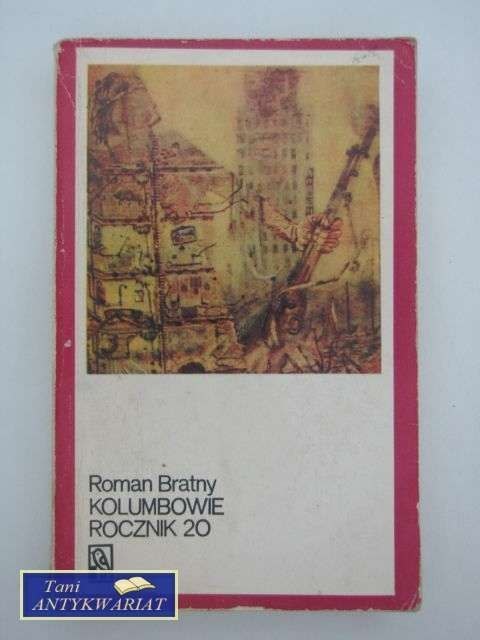 Roman Bratny
KOLUMBOWIE
ROCZNIK 20
Tani
ANTYKWARIAT